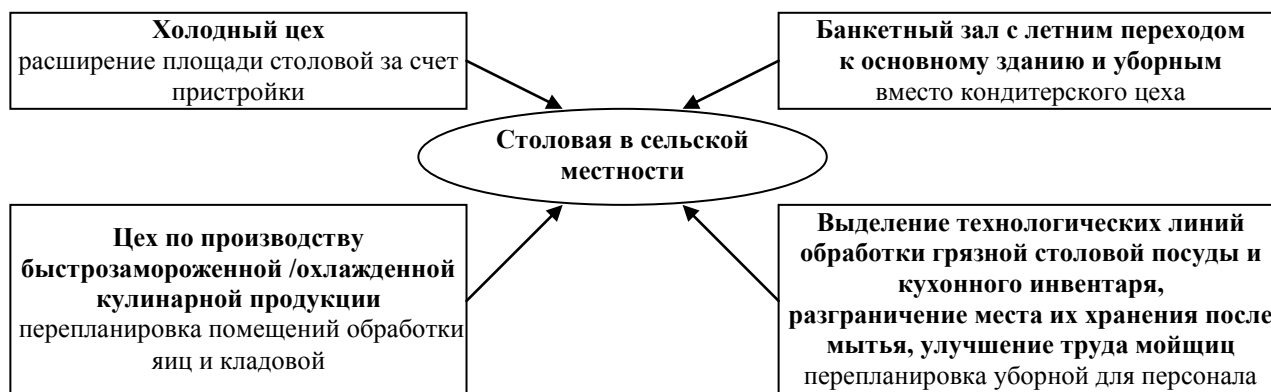 Холодный цех
расширение площади столовой за счет
пристройки
Банкетный зал с летним переходом
к основному зданию и уборным
вместо кондитерского цеха
Столовая в сельской
местности
Цех по производству
быстрозамороженной /охлажденной
кулинарной продукции
перепланировка помещений обработки
яиц и кладовой
Выделение технологических линий
обработки грязной столовой посуды и
кухонного инвентаря,
разграничение места их хранения после
мытья, улучшение труда мойщиц
перепланировка уборной для персонала